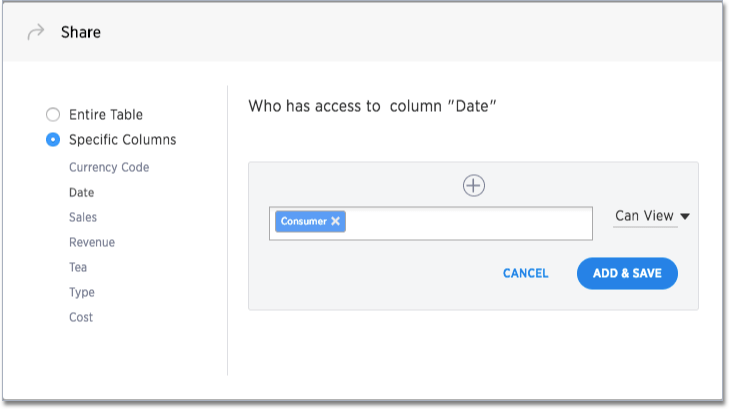 Share
Entire Table
Specific Columns
Currency Code
Date
Sales
Revenue
Tea
Type
Cost
Who has access to column "Date"
Consumer
Can View
CANCEL
ADD & SAVE